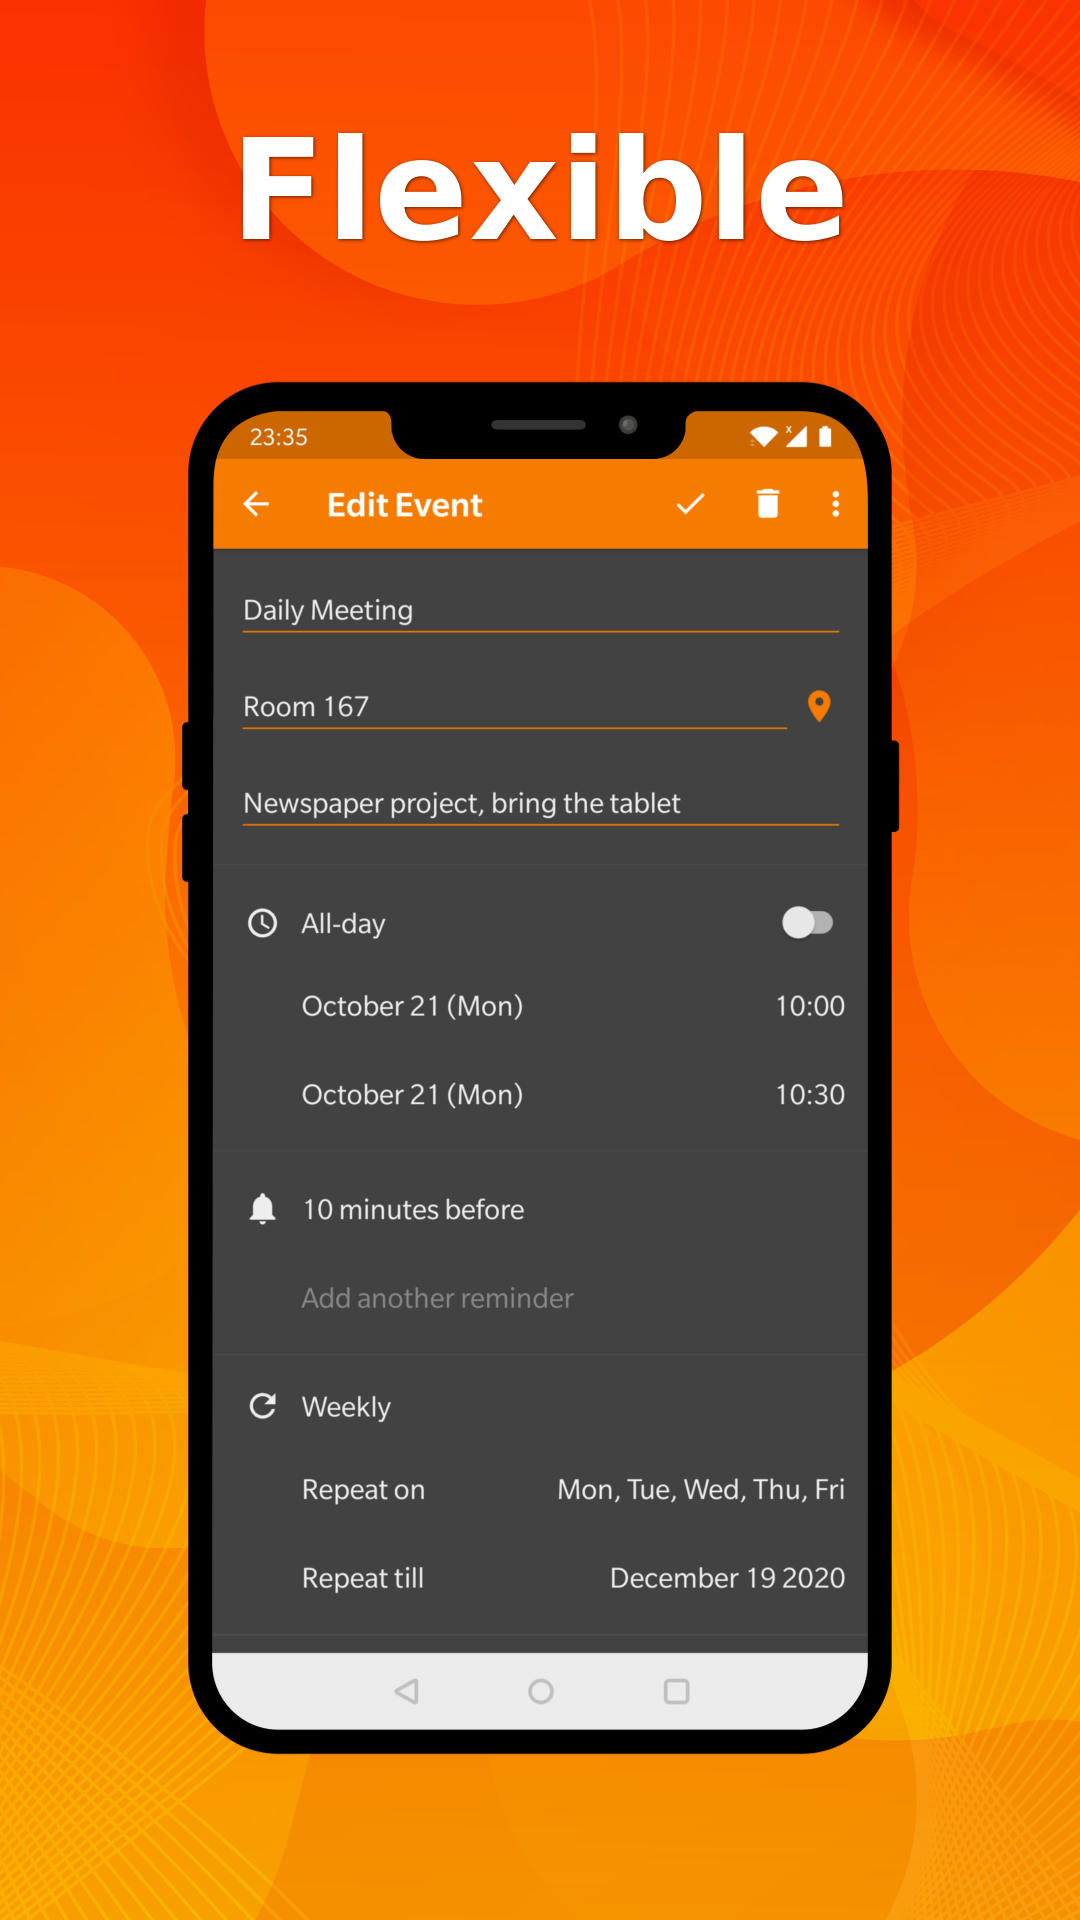 Flexible
23:35
Edit Event
Daily Meeting
Room 167
Newspaper project, bring the tablet
All-day
October 21 (Mon) 10:00
October 21 (Mon) 10:30
10 minutes before
Add another reminder
Weekly
Repeat on Mon, Tue, Wed, Thu, Fri
Repeat till December 19 2020